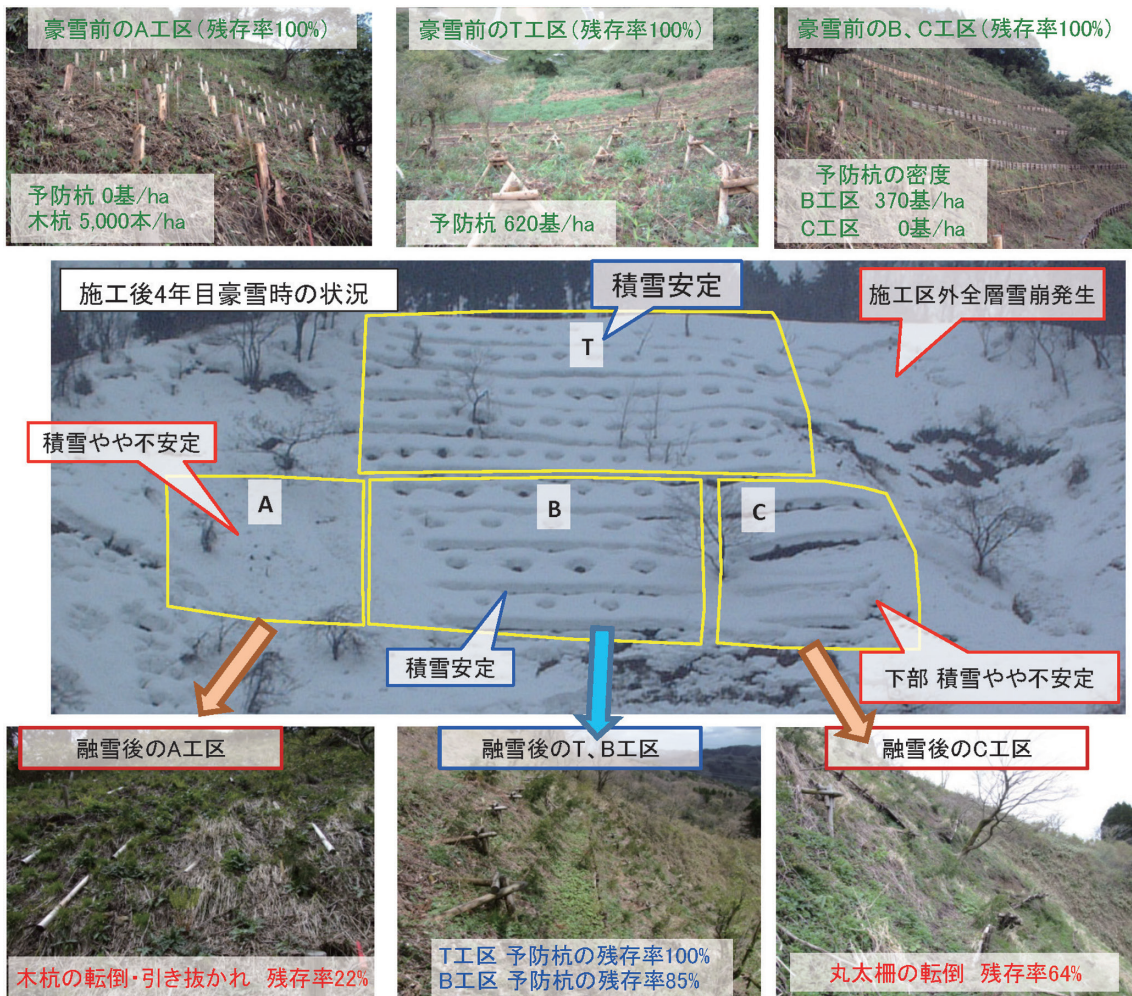 豪雪前のA工区(残存率100%)
豪雪前のT工区(残存率100%)
豪雪前のB、C工区(残存率100%)
予防杭 0基/ha
木杭 5,000本/ha
予防杭 620基/ha
予防杭の密度
B工区 370基/ha
C工区 0基/ha
施工後4年目豪雪時の状況
積雪安定
施工区外全層雪崩発生
T
積雪やや不安定
A
B
C
積雪安定
下部 積雪やや不安定
融雪後のA工区
融雪後のT、B工区
融雪後のC工区
木杭の転倒・引き抜かれ 残存率22%
T工区 予防杭の残存率100%
B工区 予防杭の残存率85%
丸太柵の転倒 残存率64%